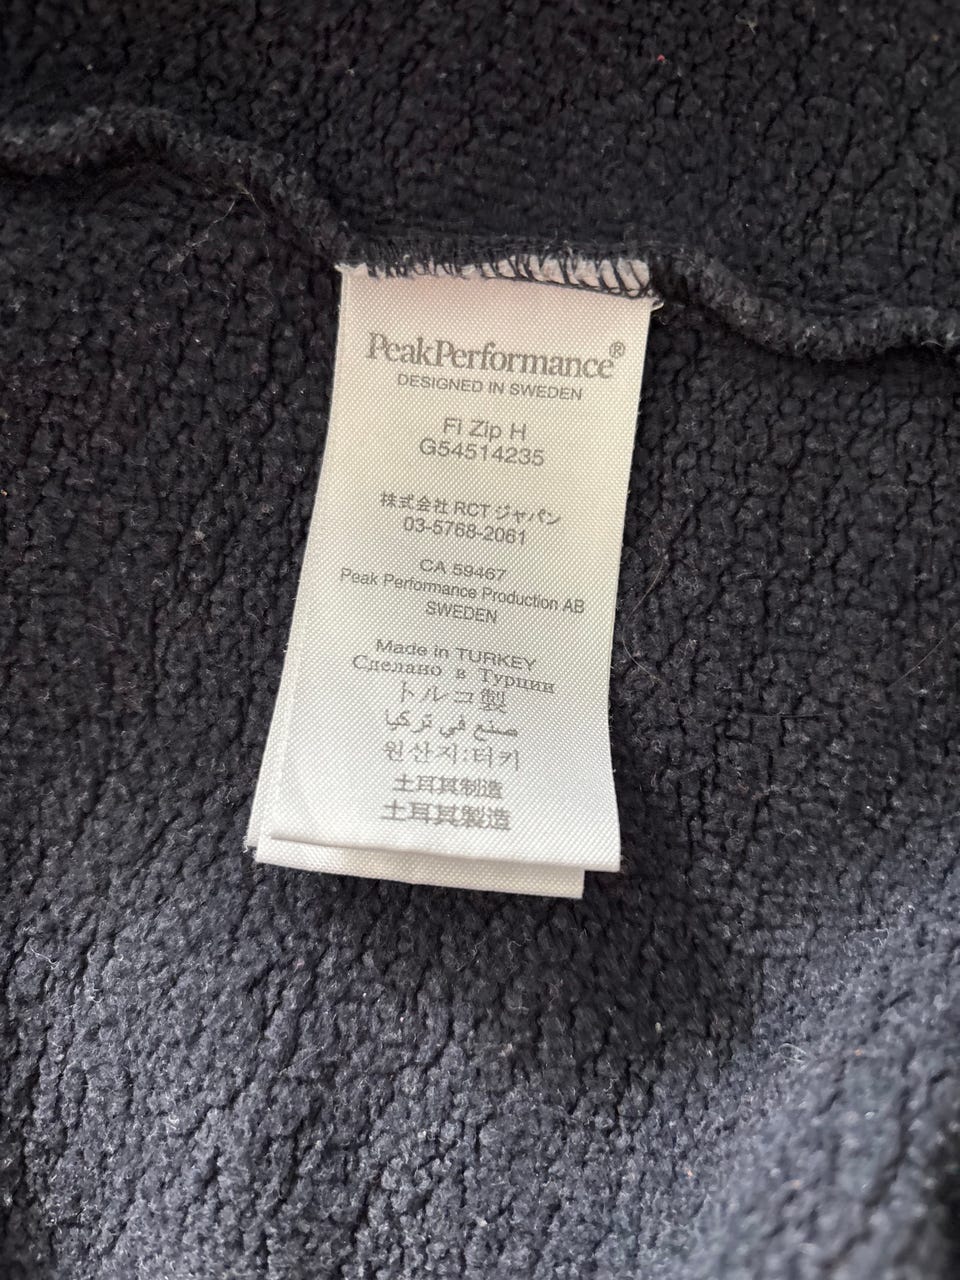 PeakPerformance®
DESIGNED IN SWEDEN
Fi Zip H
G54514235
株式会社 RCT ジャパン
03-5768-2061
CA 59467
Peak Performance Production AB
SWEDEN
Made in TURKEY
Сделано в Турции
トルコ製
صنع في تركيا
원산지:터키
土耳其制造
土耳其製造